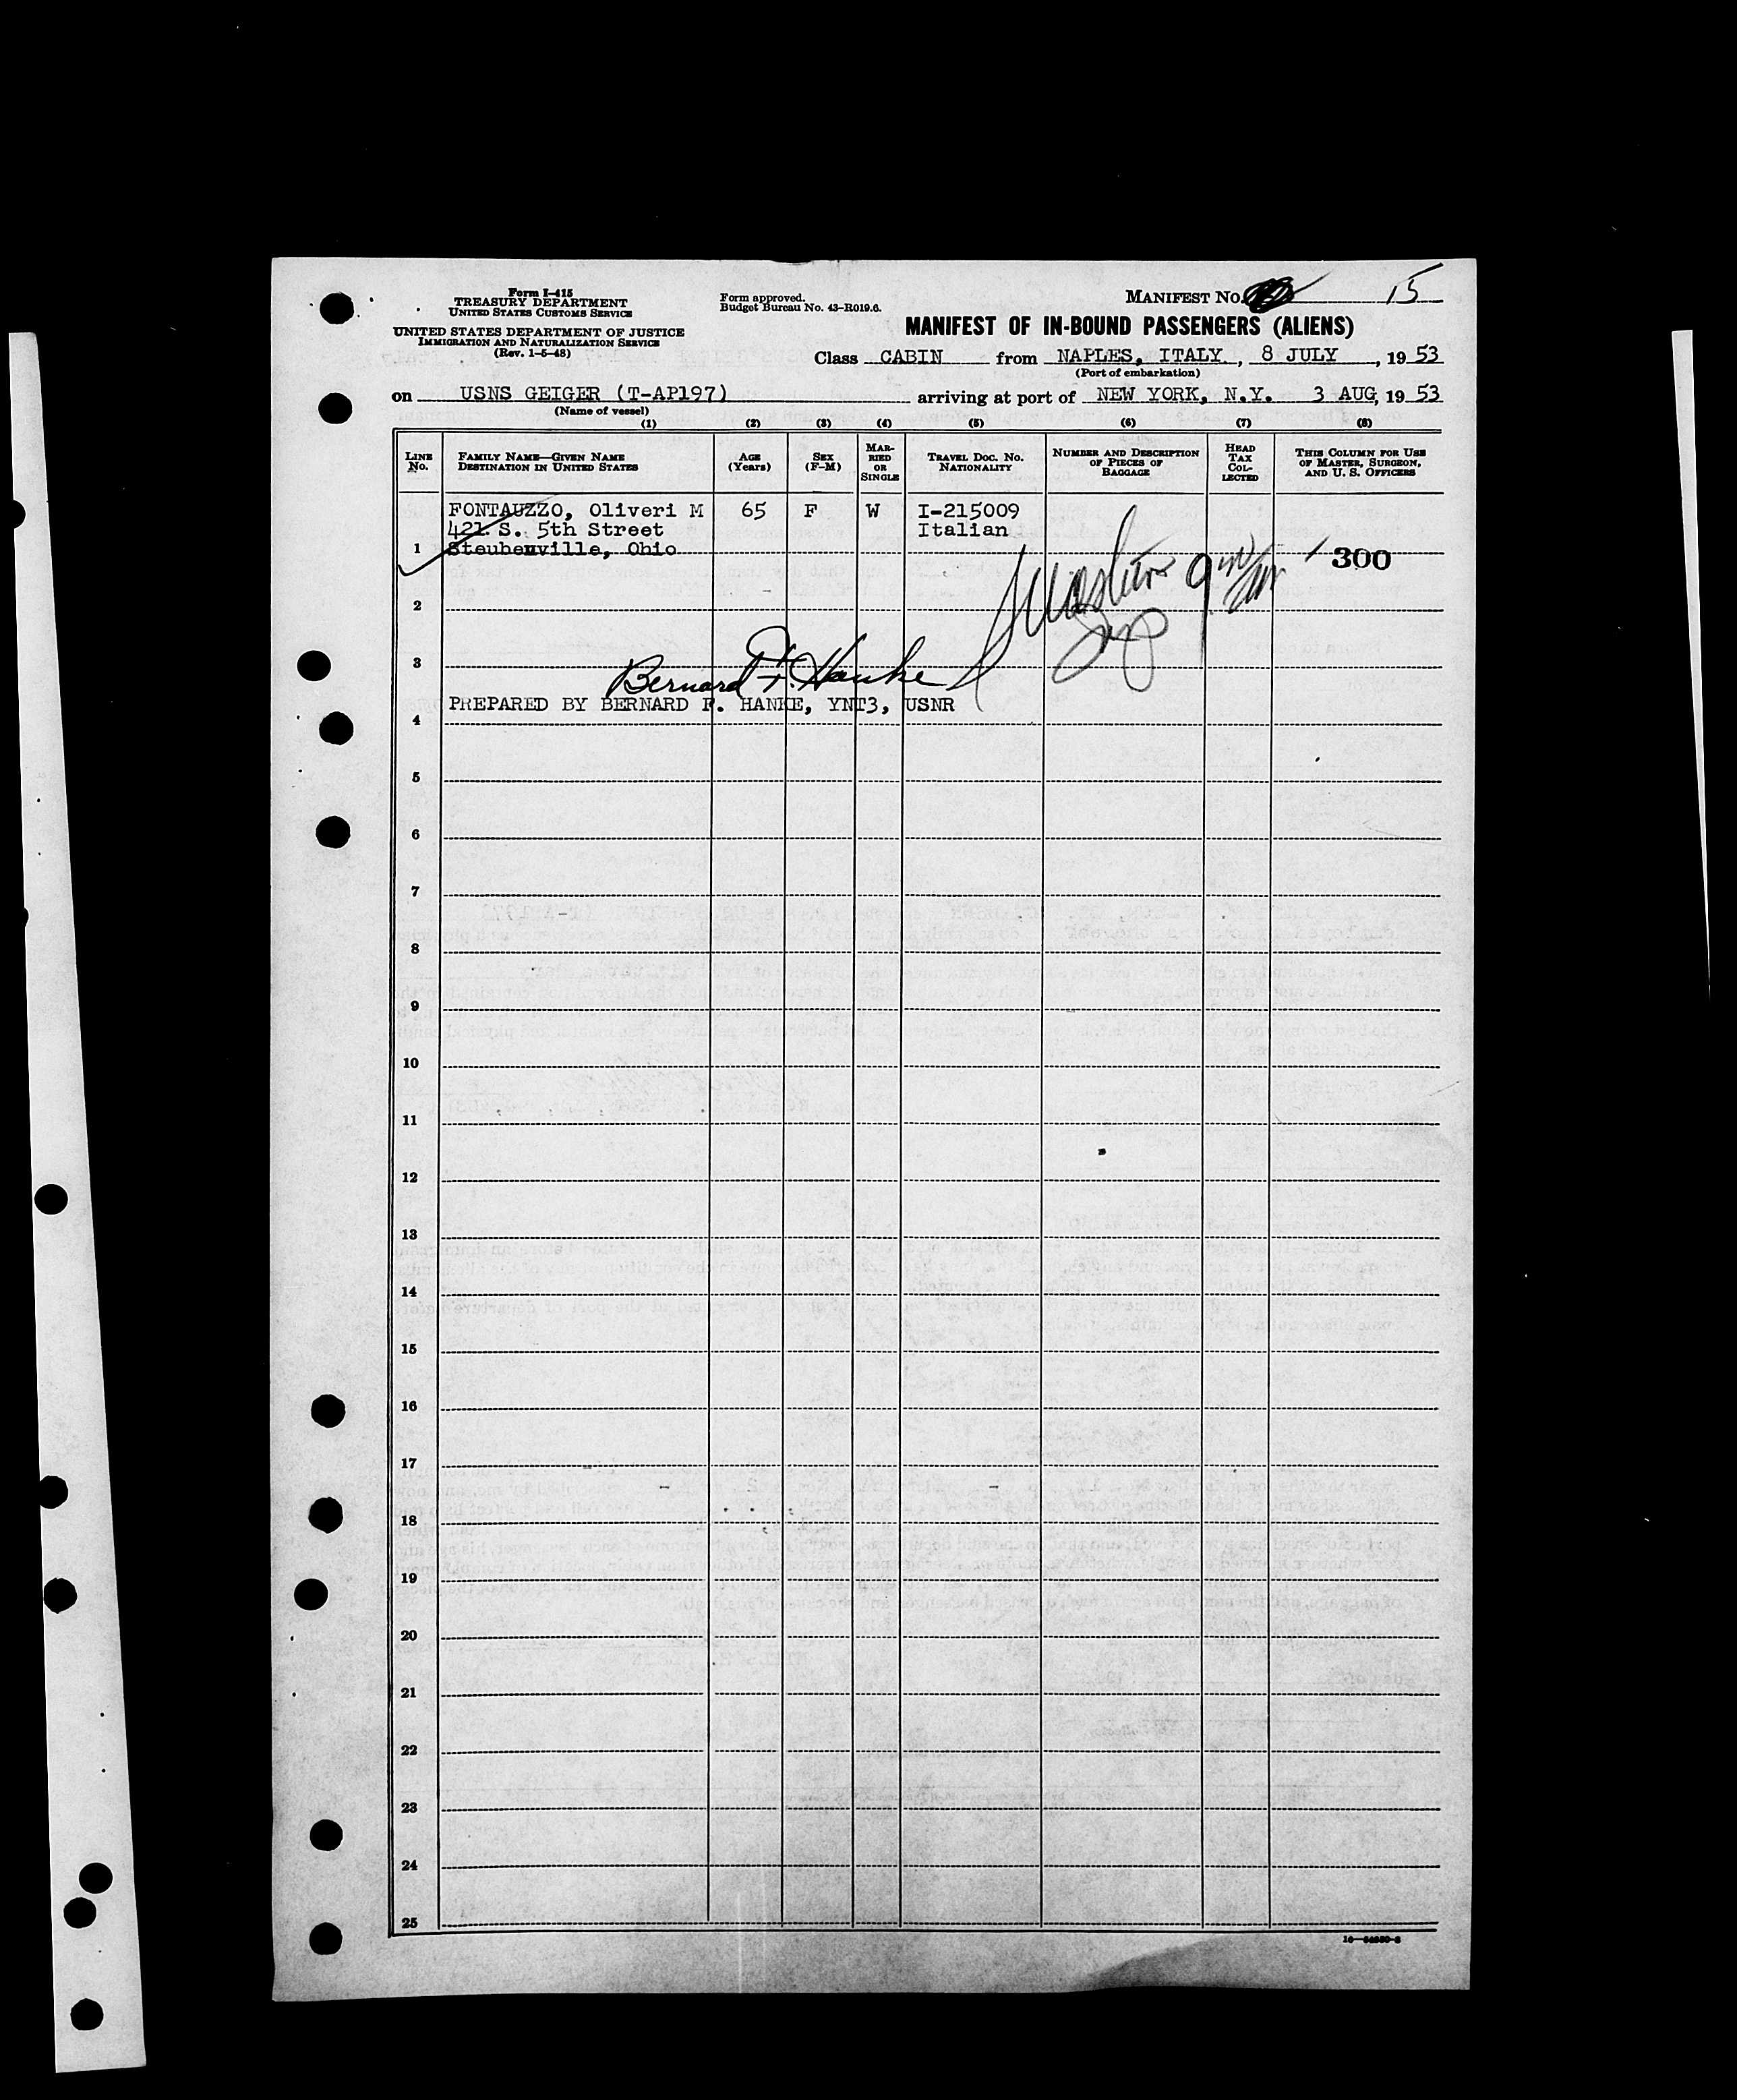 Form I-415
TREASURY DEPARTMENT
UNITED STATES CUSTOMS SERVICE
UNITED STATES DEPARTMENT OF JUSTICE
IMMIGRATION AND NATURALIZATION SERVICE
(Rev. 1-5-48)
Form approved.
Budget Bureau No. 43-R019.6.
MANIFEST No. 15
MANIFEST OF IN-BOUND PASSENGERS (ALIENS)
Class CABIN from NAPLES, ITALY, 8 JULY, 19 53
(Port of embarkation)
on USNS GEIGER (T-AP197) arriving at port of NEW YORK, N.Y. 3 AUG, 19 53
(Name of vessel)
(1) (2) (3) (4) (5) (6) (7) (8)
LINE No. FAMILY NAME—GIVEN NAME DESTINATION IN UNITED STATES AGE (Years) SEX (F-M) MARRIED OR SINGLE TRAVEL DOC. No. NATIONALITY NUMBER AND DESCRIPTION OF PIECES OF BAGGAGE HEAD TAX COLLECTED THIS COLUMN FOR USE OF MASTER, SURGEON, AND U. S. OFFICERS
FONTAUZZO, Oliveri M 65 F W I-215009
421 S. 5th Street Italian
1 Steubenville, Ohio 300
2
3
Bernard F. Hanke
PREPARED BY BERNARD F. HANKE, YNT3, USNR
4
5
6
7
8
9
10
11
12
13
14
15
16
17
18
19
20
21
22
23
24
25